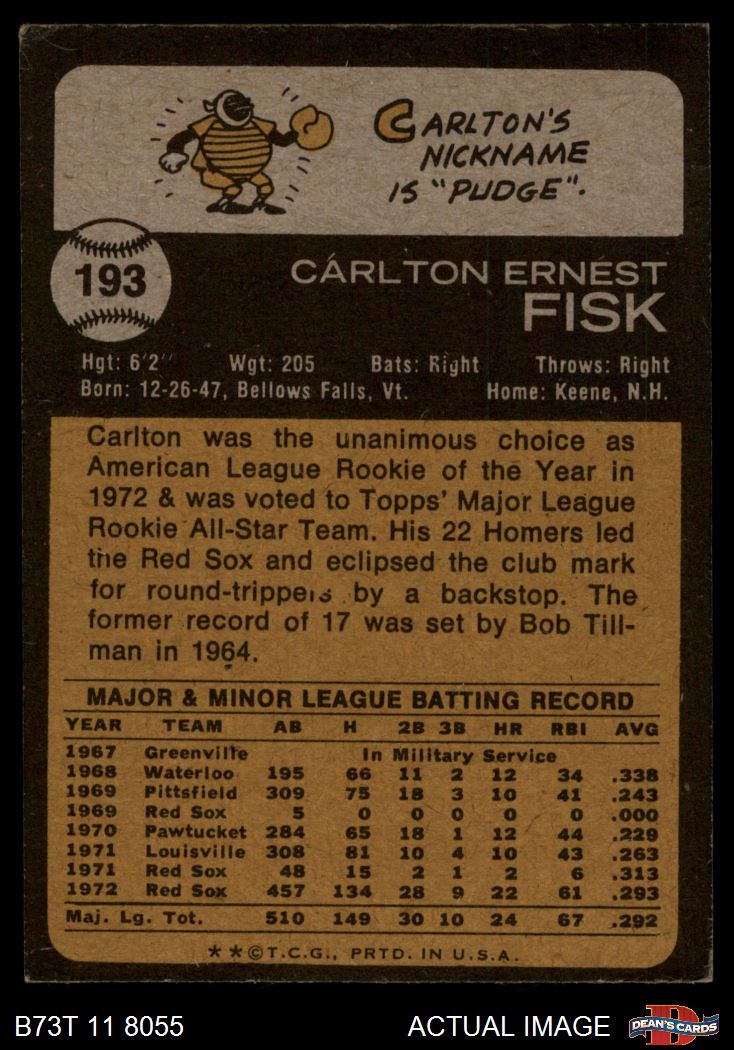 CARLTON'S
NICKNAME
IS "PUDGE".
193
CARLTON ERNEST
FISK
Hgt: 6'2" Wgt: 205 Bats: Right Throws: Right
Born: 12-26-47, Bellows Falls, Vt. Home: Keene, N.H.
Carlton was the unanimous choice as
American League Rookie of the Year in
1972 & was voted to Topps' Major League
Rookie All-Star Team. His 22 Homers led
the Red Sox and eclipsed the club mark
for round-trippers by a backstop. The
former record of 17 was set by Bob Till-
man in 1964.
MAJOR & MINOR LEAGUE BATTING RECORD
YEAR TEAM AB H 2B 3B HR RBI AVG
1967 Greenville In Military Service
1968 Waterloo 195 66 11 2 12 34 .338
1969 Pittsfield 309 75 18 3 10 41 .243
1969 Red Sox 5 0 0 0 0 0 .000
1970 Pawtucket 284 65 18 1 12 44 .229
1971 Louisville 308 81 10 4 10 43 .263
1971 Red Sox 48 15 2 1 2 6 .313
1972 Red Sox 457 134 28 9 22 61 .293
Maj. Lg. Tot. 510 149 30 10 24 67 .292
**©T.C.G., PRTD. IN U.S.A.
B73T 11 8055 ACTUAL IMAGE DEAN'S CARDS